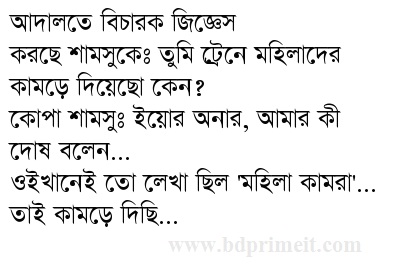 আদালতে বিচারক জিজ্ঞেস
করছে শামসুকেঃ তুমি ট্রেনে মহিলাদের
কামড়ে দিয়েছো কেন?
কোপা শামসুঃ ইয়োর অনার, আমার কী
দোষ বলেন...
ওইখানেই তো লেখা ছিল 'মহিলা কামরা'...
তাই কামড়ে দিছি...
www.bdprimeit.com